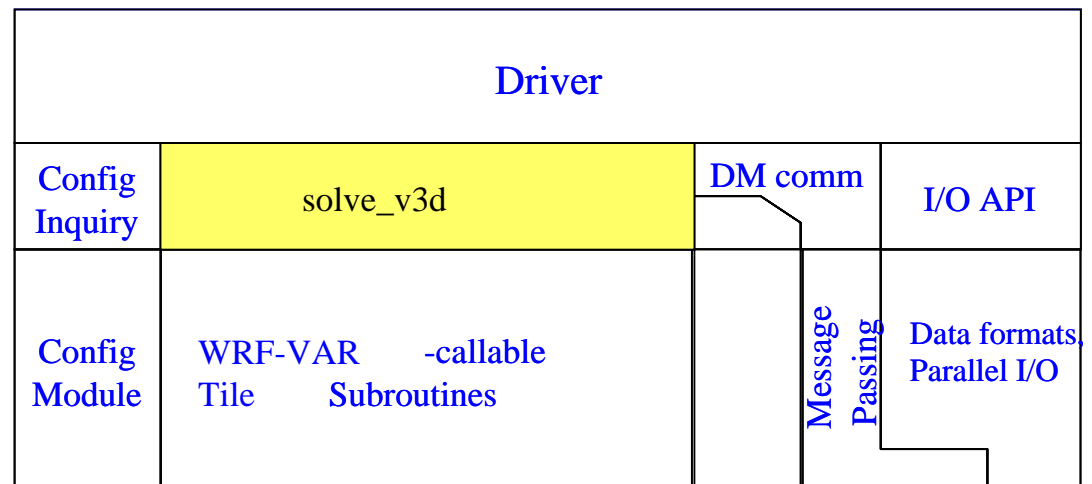 Driver
Config
Inquiry
solve_v3d
DM comm
I/O API
Config
Module
WRF-VAR -callable
Tile Subroutines
Message
Passing
Data formats,
Parallel I/O